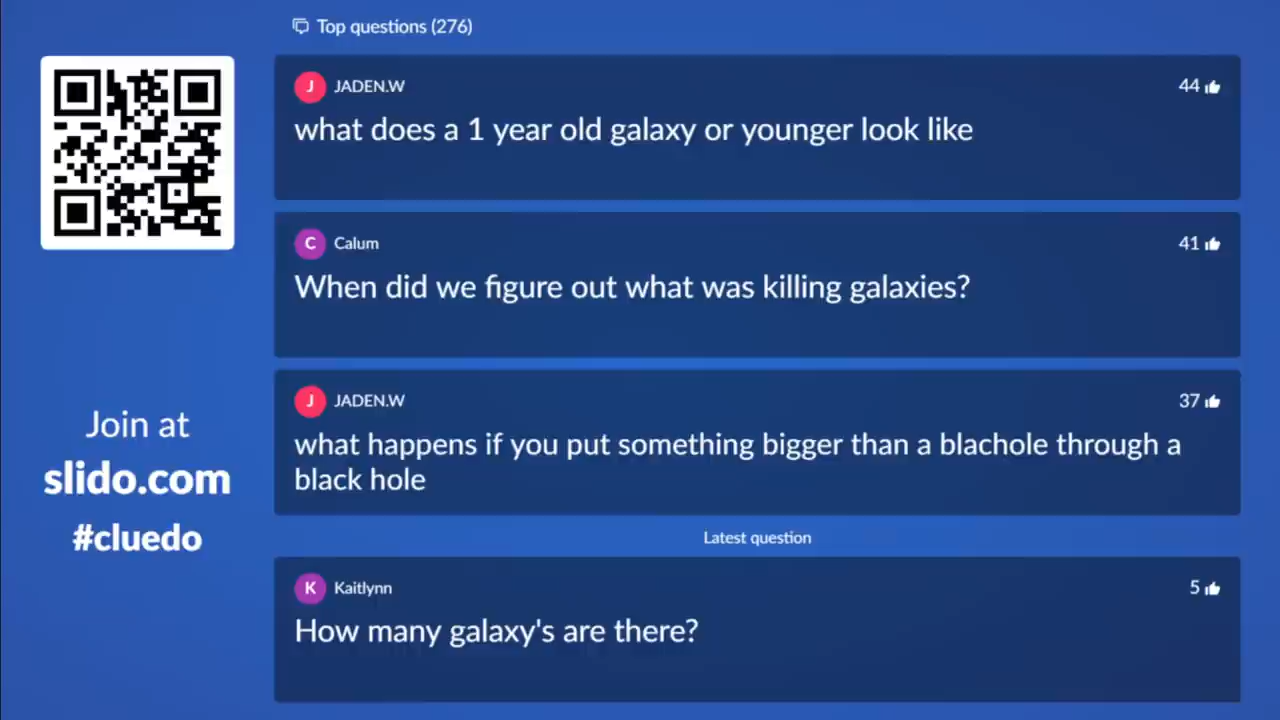 Top questions (276)
J JADEN.W 44
what does a 1 year old galaxy or younger look like
C Calum 41
When did we figure out what was killing galaxies?
J JADEN.W 37
what happens if you put something bigger than a blachole through a
black hole
Latest question
K Kaitlynn 5
How many galaxy's are there?
Join at
slido.com
#cluedo